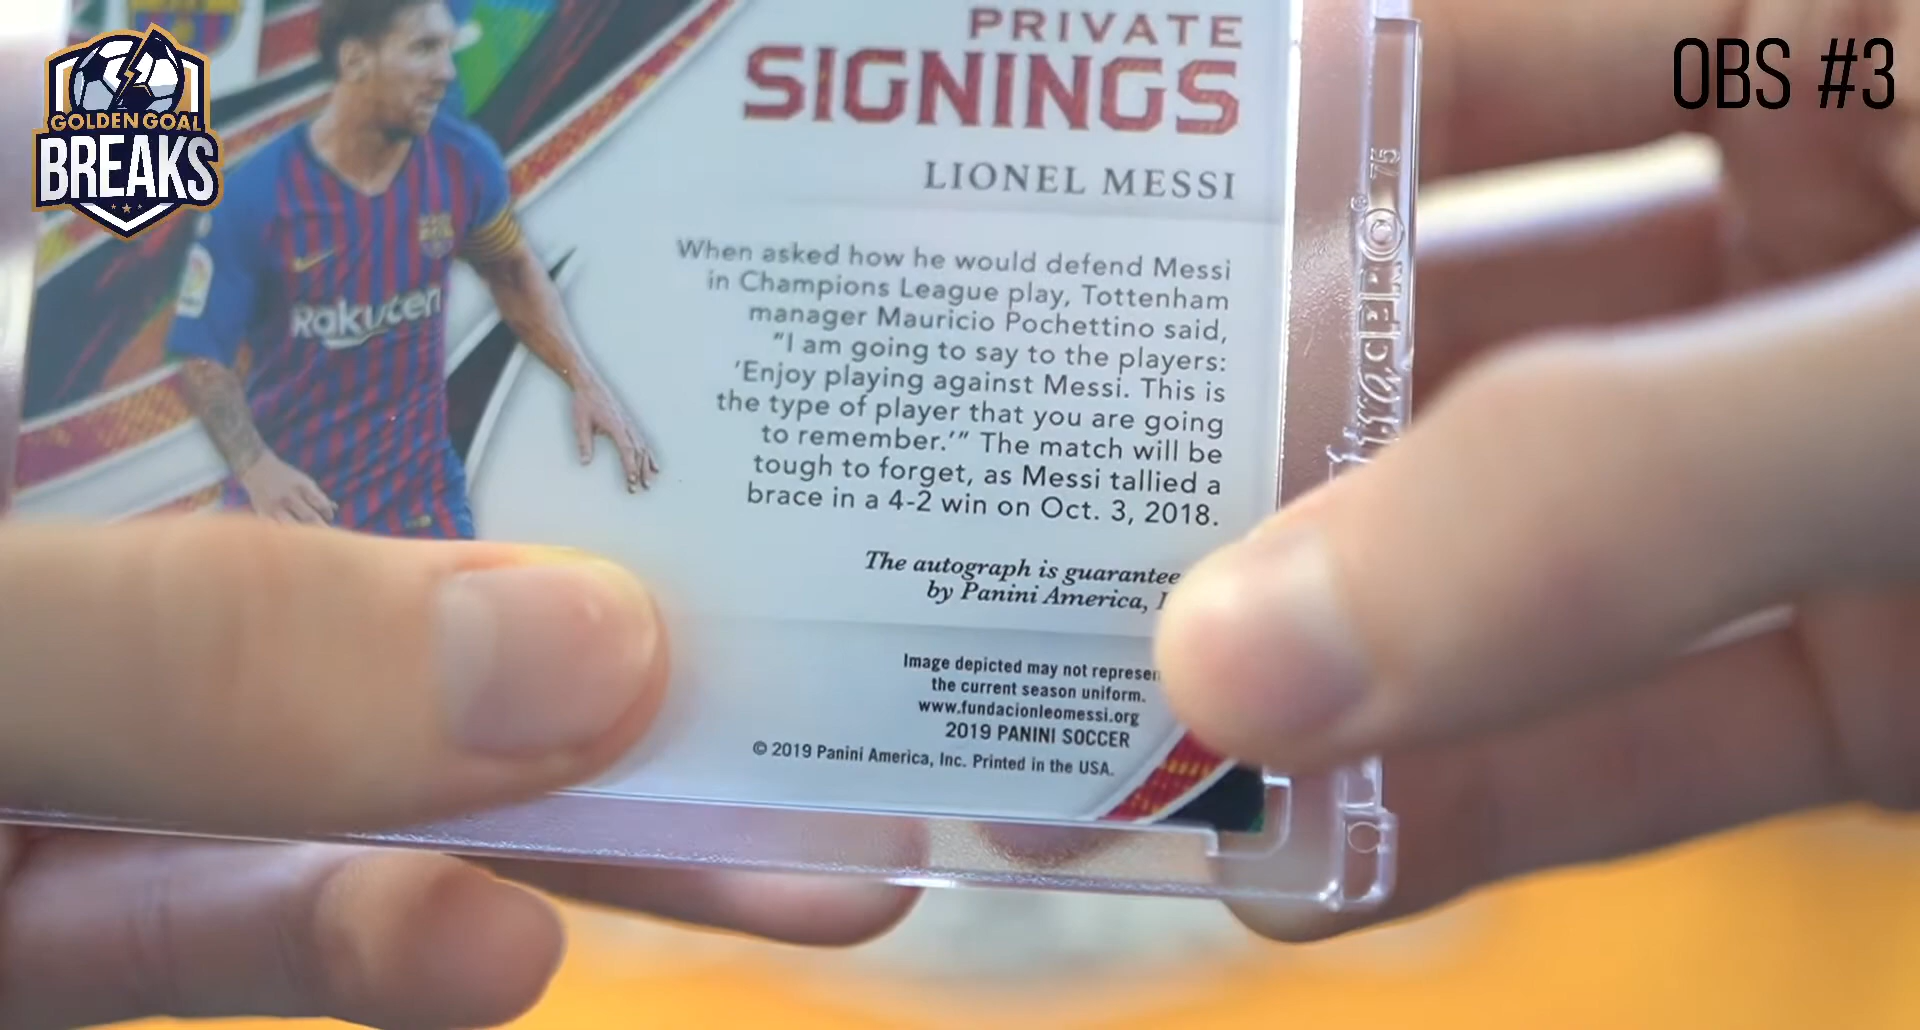 GOLDEN GOAL
BREAKS
OBS #3
PRIVATE
SIGNINGS
LIONEL MESSI
When asked how he would defend Messi
in Champions League play, Tottenham
manager Mauricio Pochettino said,
“I am going to say to the players:
‘Enjoy playing against Messi. This is
the type of player that you are going
to remember.’” The match will be
tough to forget, as Messi tallied a
brace in a 4-2 win on Oct. 3, 2018.
The autograph is guarantee
by Panini America, I
Image depicted may not represen
the current season uniform.
www.fundacionleomessi.org
2019 PANINI SOCCER
© 2019 Panini America, Inc. Printed in the USA.
Rakuten
75